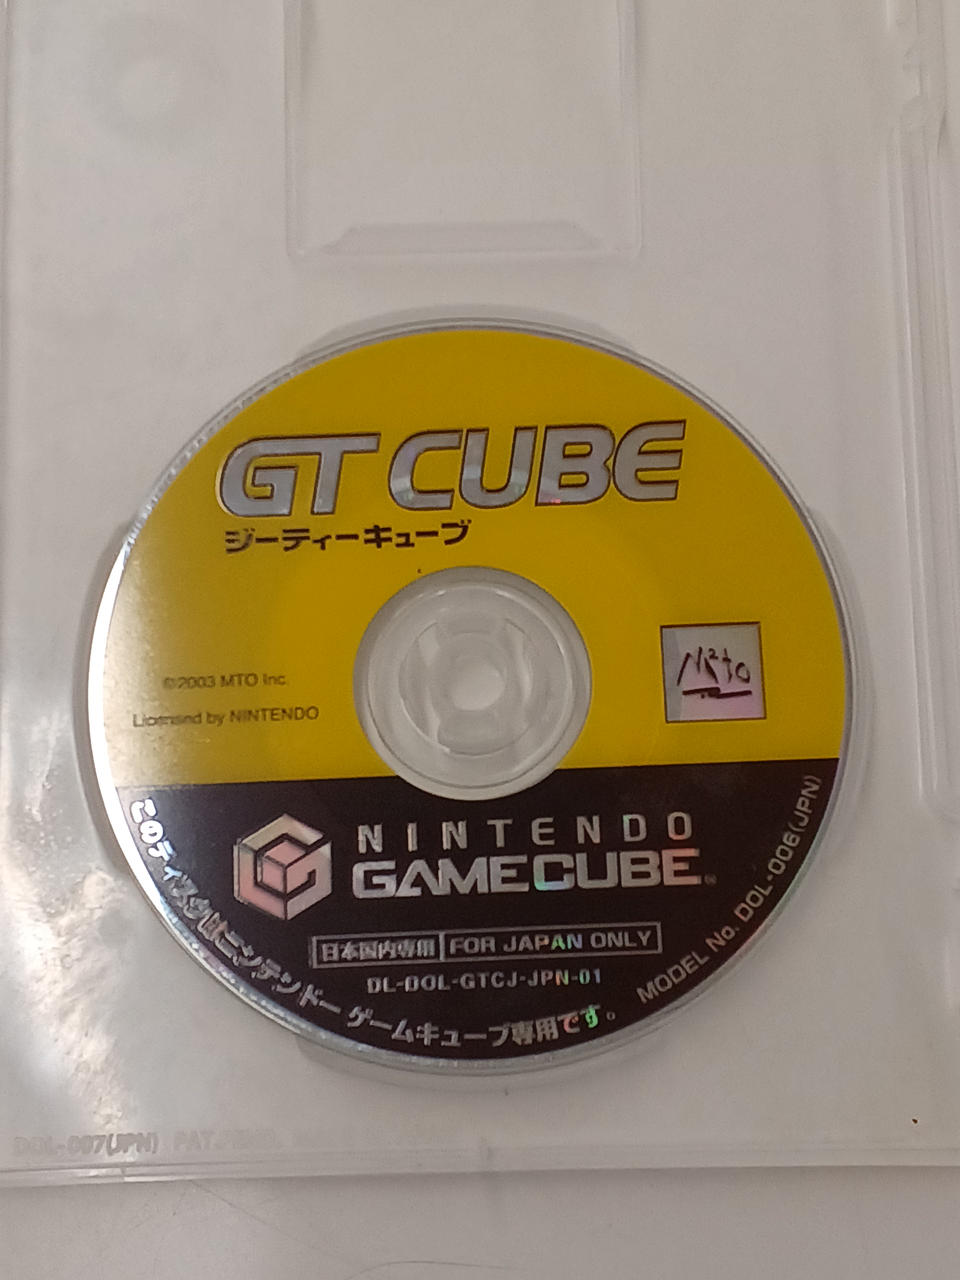 GT CUBE
ジーティーキューブ
©2003 MTO Inc.
Licensed by NINTENDO
NINTENDO
GAMECUBE
日本国内専用 FOR JAPAN ONLY
DL-DOL-GTCJ-JPN-01
このディスクはニンテンドー ゲームキューブ専用です。
MODEL No. DOL-006(JPN)
DOL-007(JPN) PAT.